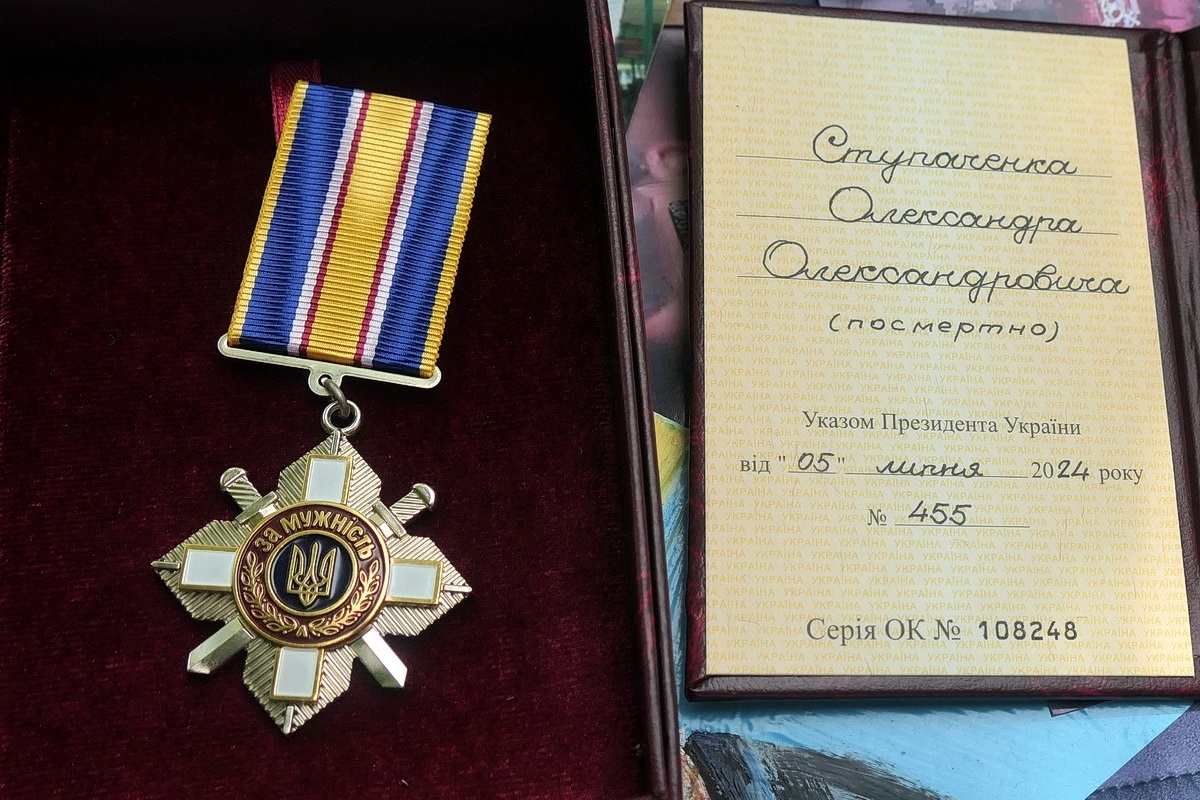 ЗА МУЖНІСТЬ
Ступаченка
Олександра
Олександровича
(посмертно)
Указом Президента України
від "05" липня 2024 року
№ 455
Серія ОК № 108248